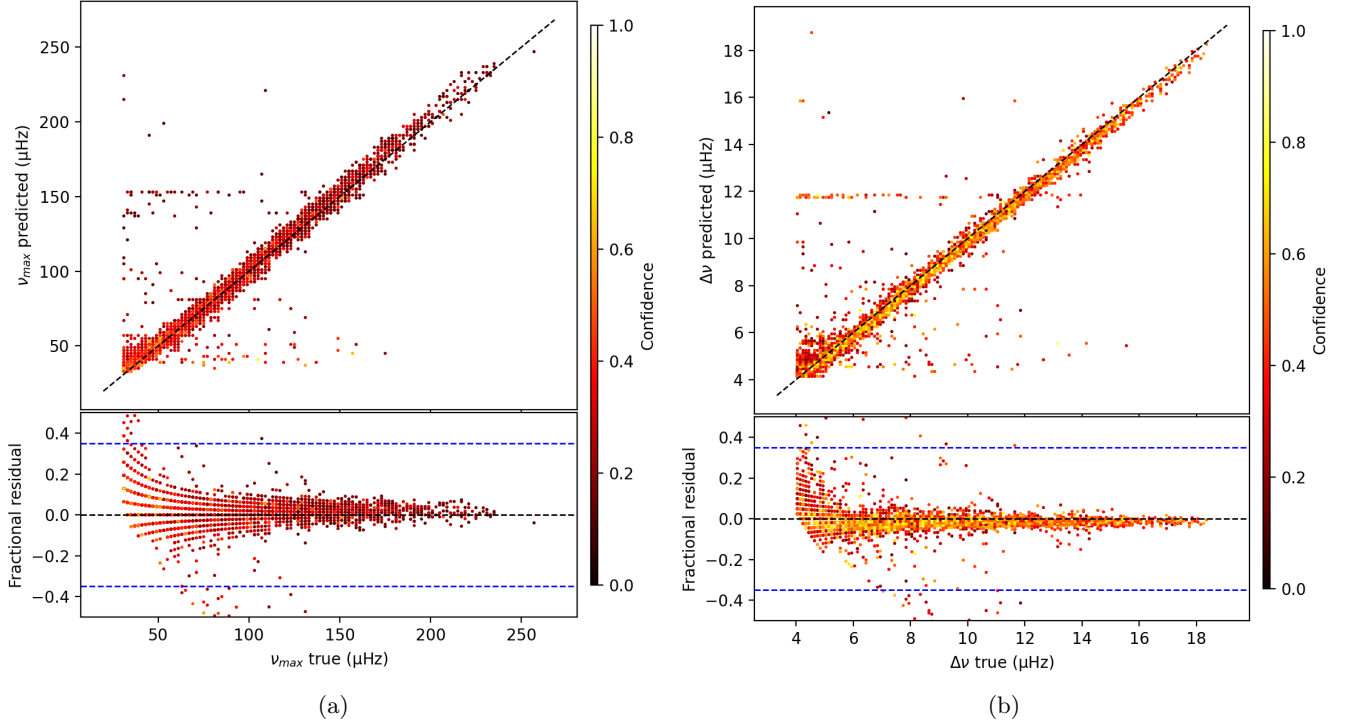 250
200
150
100
50
ν_max predicted (μHz)
1.0
0.8
0.6
0.4
0.2
0.0
Confidence
0.4
0.2
0.0
−0.2
−0.4
Fractional residual
50 100 150 200 250
ν_max true (μHz)
(a)
18
16
14
12
10
8
6
4
Δν predicted (μHz)
1.0
0.8
0.6
0.4
0.2
0.0
Confidence
0.4
0.2
0.0
−0.2
−0.4
Fractional residual
4 6 8 10 12 14 16 18
Δν true (μHz)
(b)